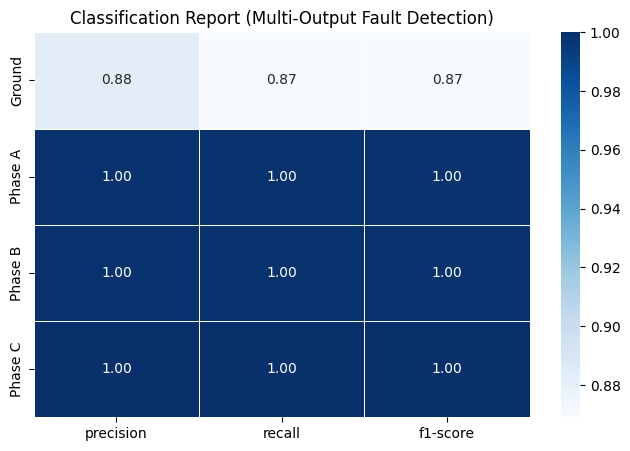 Classification Report (Multi-Output Fault Detection)
Ground 0.88 0.87 0.87
Phase A 1.00 1.00 1.00
Phase B 1.00 1.00 1.00
Phase C 1.00 1.00 1.00
precision recall f1-score
1.00
0.98
0.96
0.94
0.92
0.90
0.88